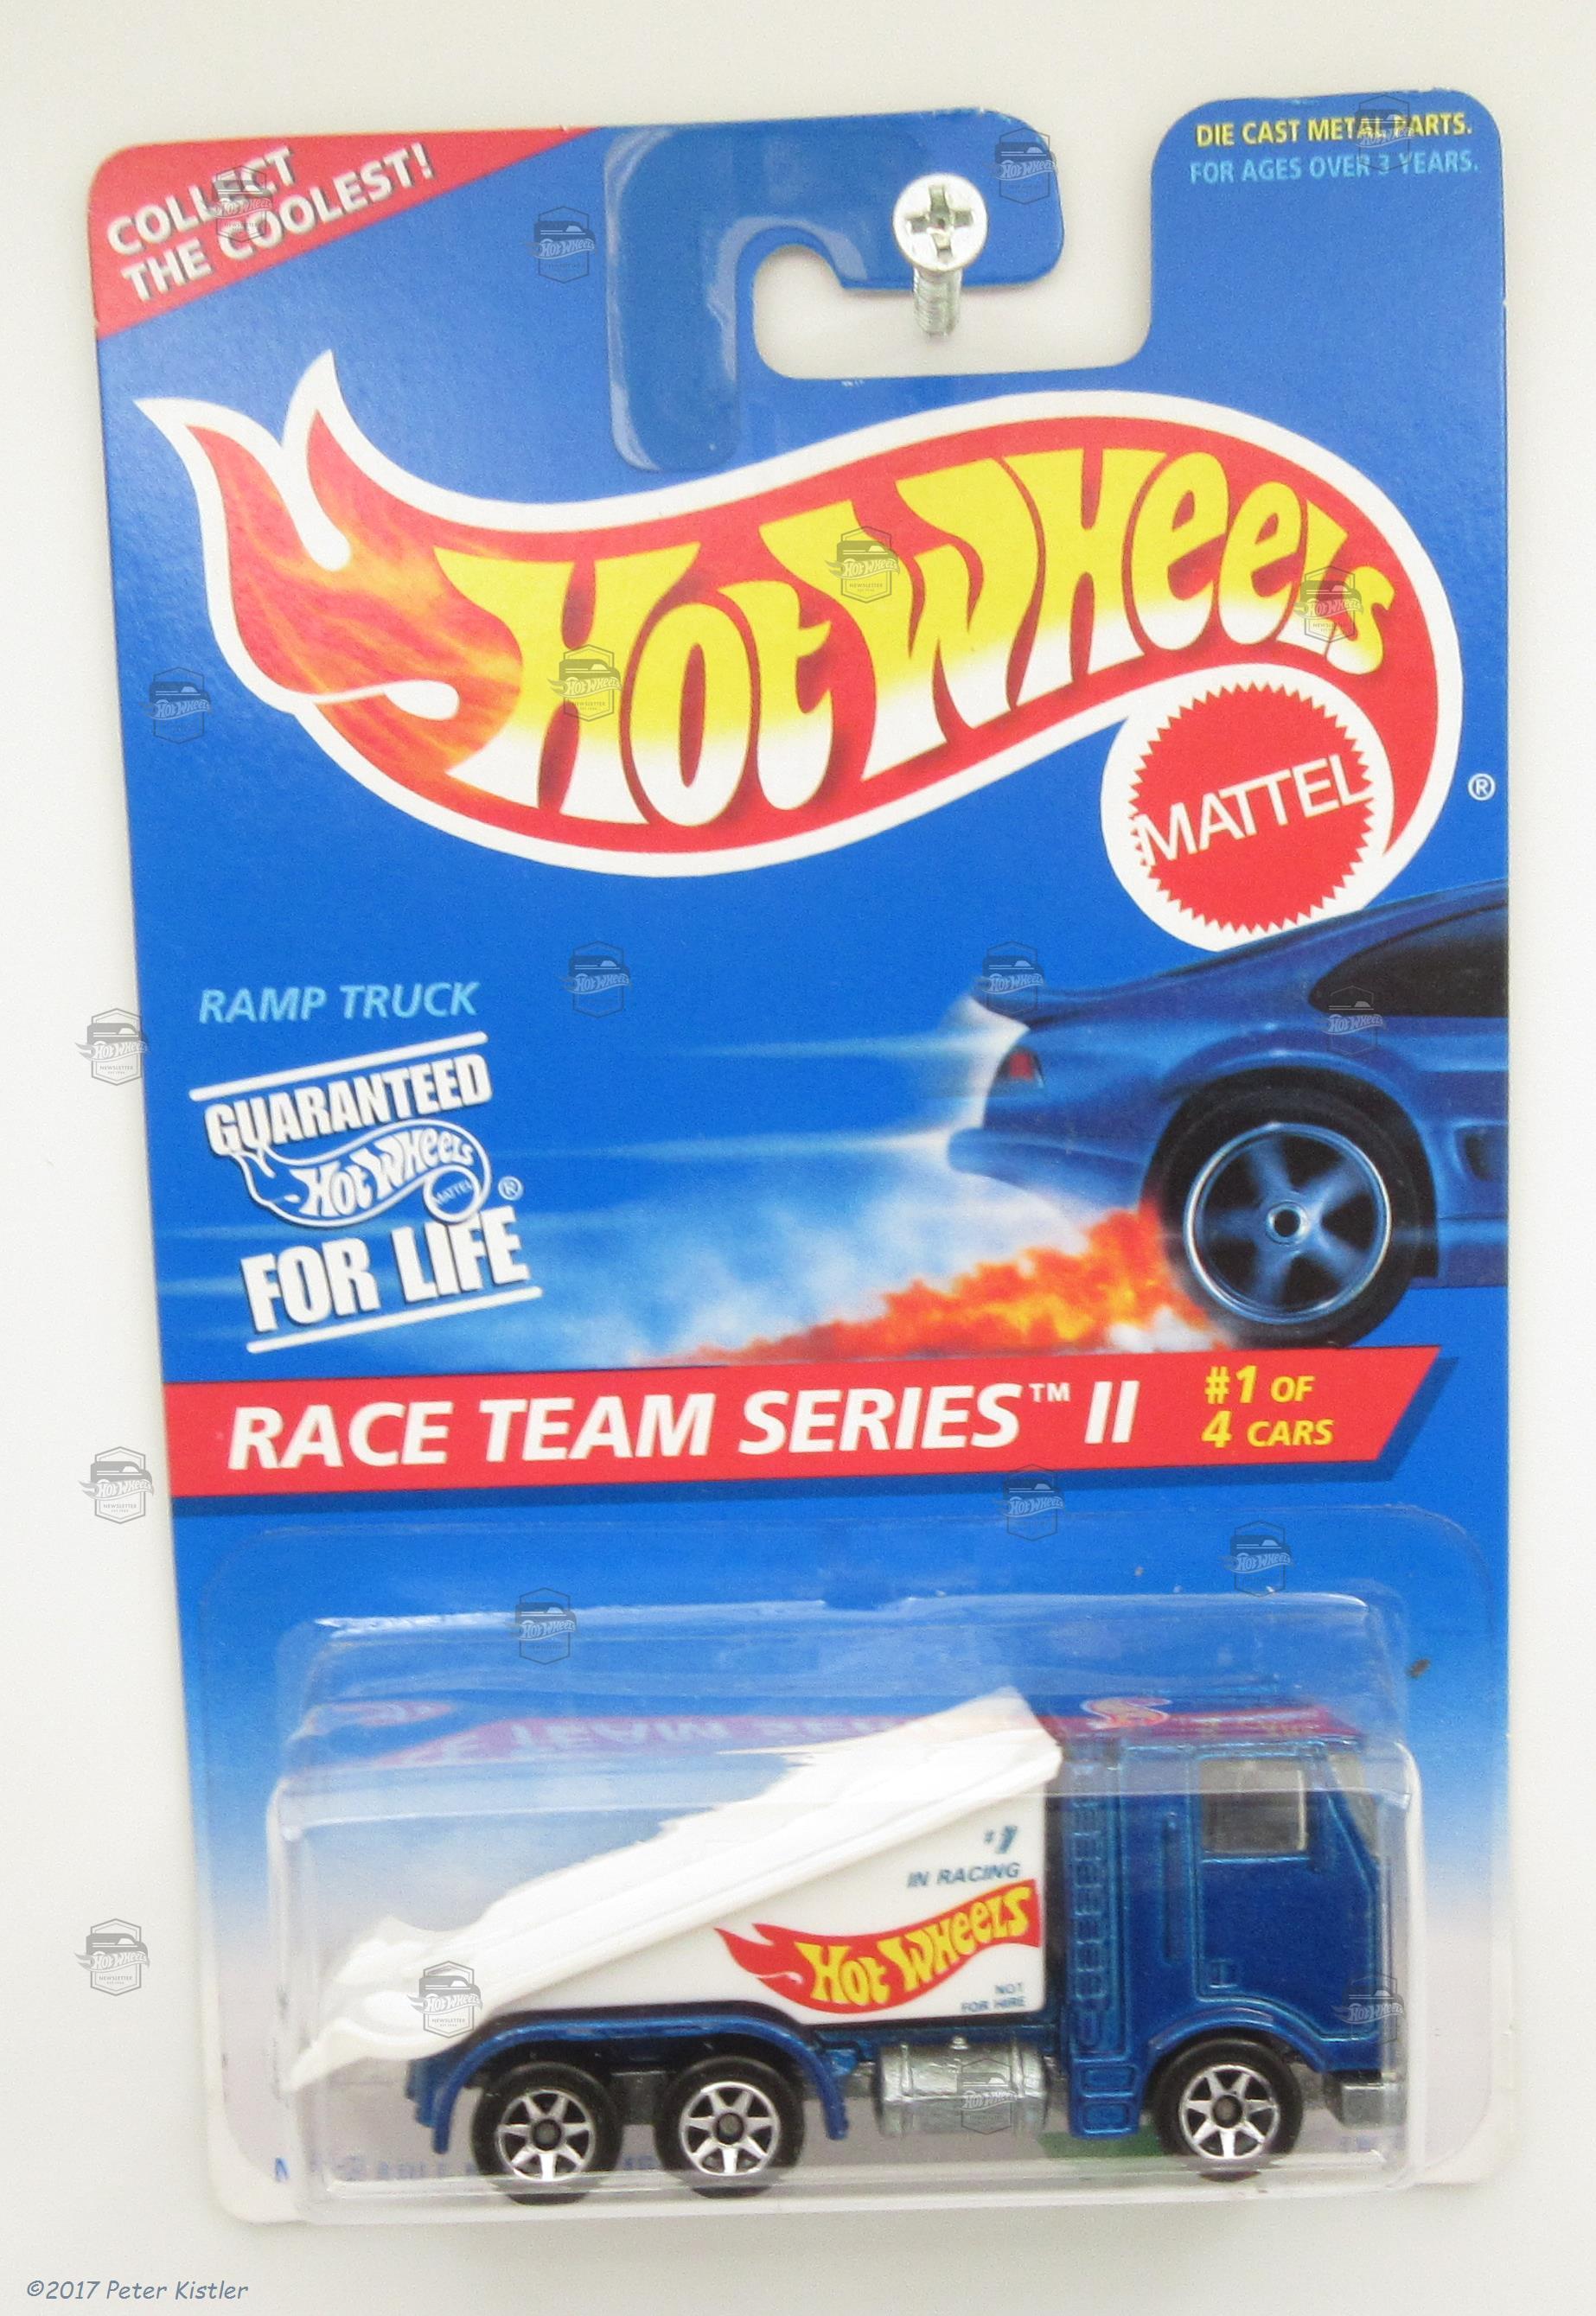 COLLECT
THE COOLEST!
DIE CAST METAL PARTS.
FOR AGES OVER 3 YEARS.
Hot Wheels
MATTEL
®
RAMP TRUCK
GUARANTEED
Hot Wheels
MATTEL ®
FOR LIFE
RACE TEAM SERIES™ II
#1 OF
4 CARS
#1
IN RACING
Hot Wheels
NOT
FOR HIRE
©2017 Peter Kistler